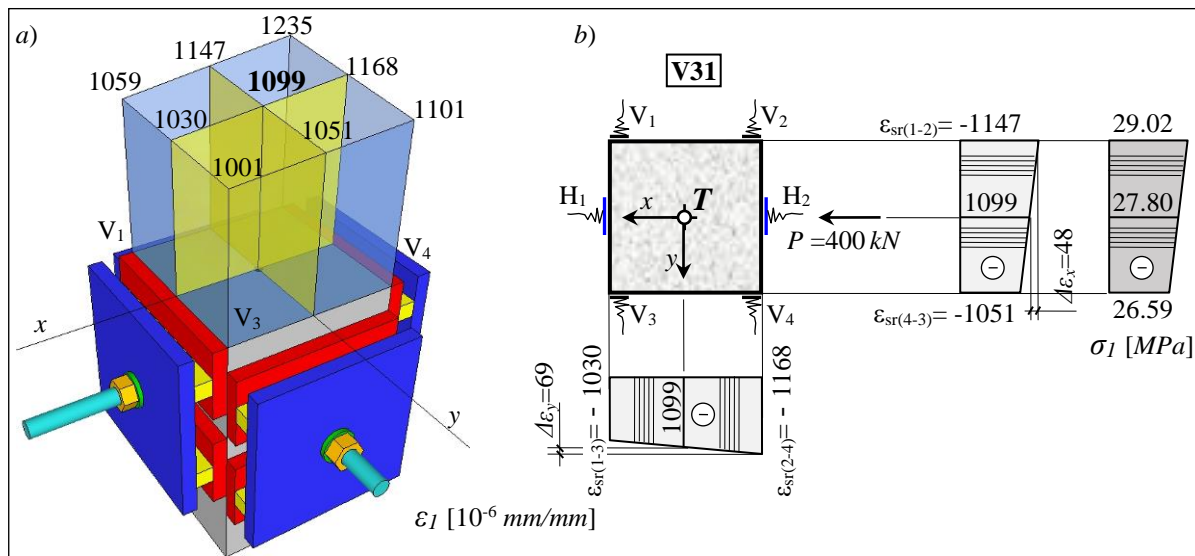 a)
1235
1147
1059
1099
1168
1030
1051
1101
1001
V₁
V₄
V₃
x
y
ε₁ [10⁻⁶ mm/mm]
b)
V31
V₁
V₂
H₁
x
T
H₂
y
P =400 kN
V₃
V₄
εsr(1-2)= -1147
1099
εsr(4-3)= -1051
Δεx=48
29.02
27.80
26.59
σ₁ [MPa]
Δεy=69
εsr(1-3)= - 1030
1099
εsr(2-4)= - 1168